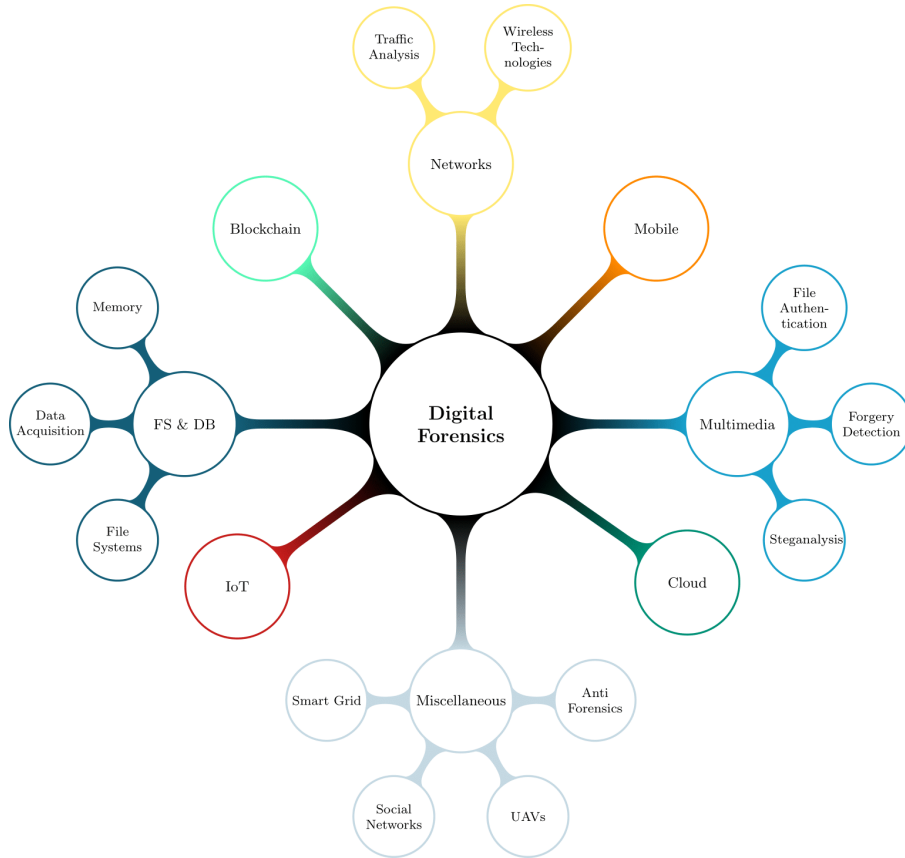 Traffic
Analysis
Wireless
Tech-
nologies
Networks
Blockchain
Mobile
Memory
File
Authen-
tication
Data
Acquisition
FS & DB
Digital
Forensics
Multimedia
Forgery
Detection
File
Systems
Steganalysis
IoT
Cloud
Smart Grid
Miscellaneous
Anti
Forensics
Social
Networks
UAVs